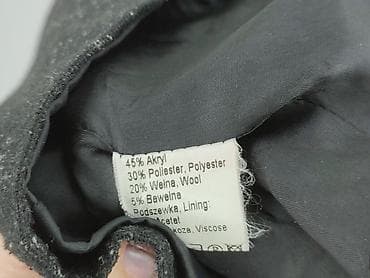 45% Akryl
30% Poliester, Polyester
20% Wełna, Wool
5% Bawełna
Podszewka, Lining:
Acetat
Viscose